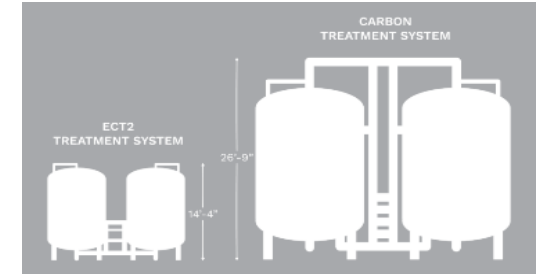 CARBON
TREATMENT SYSTEM
ECT2
TREATMENT SYSTEM
26'-9"
14'-4"